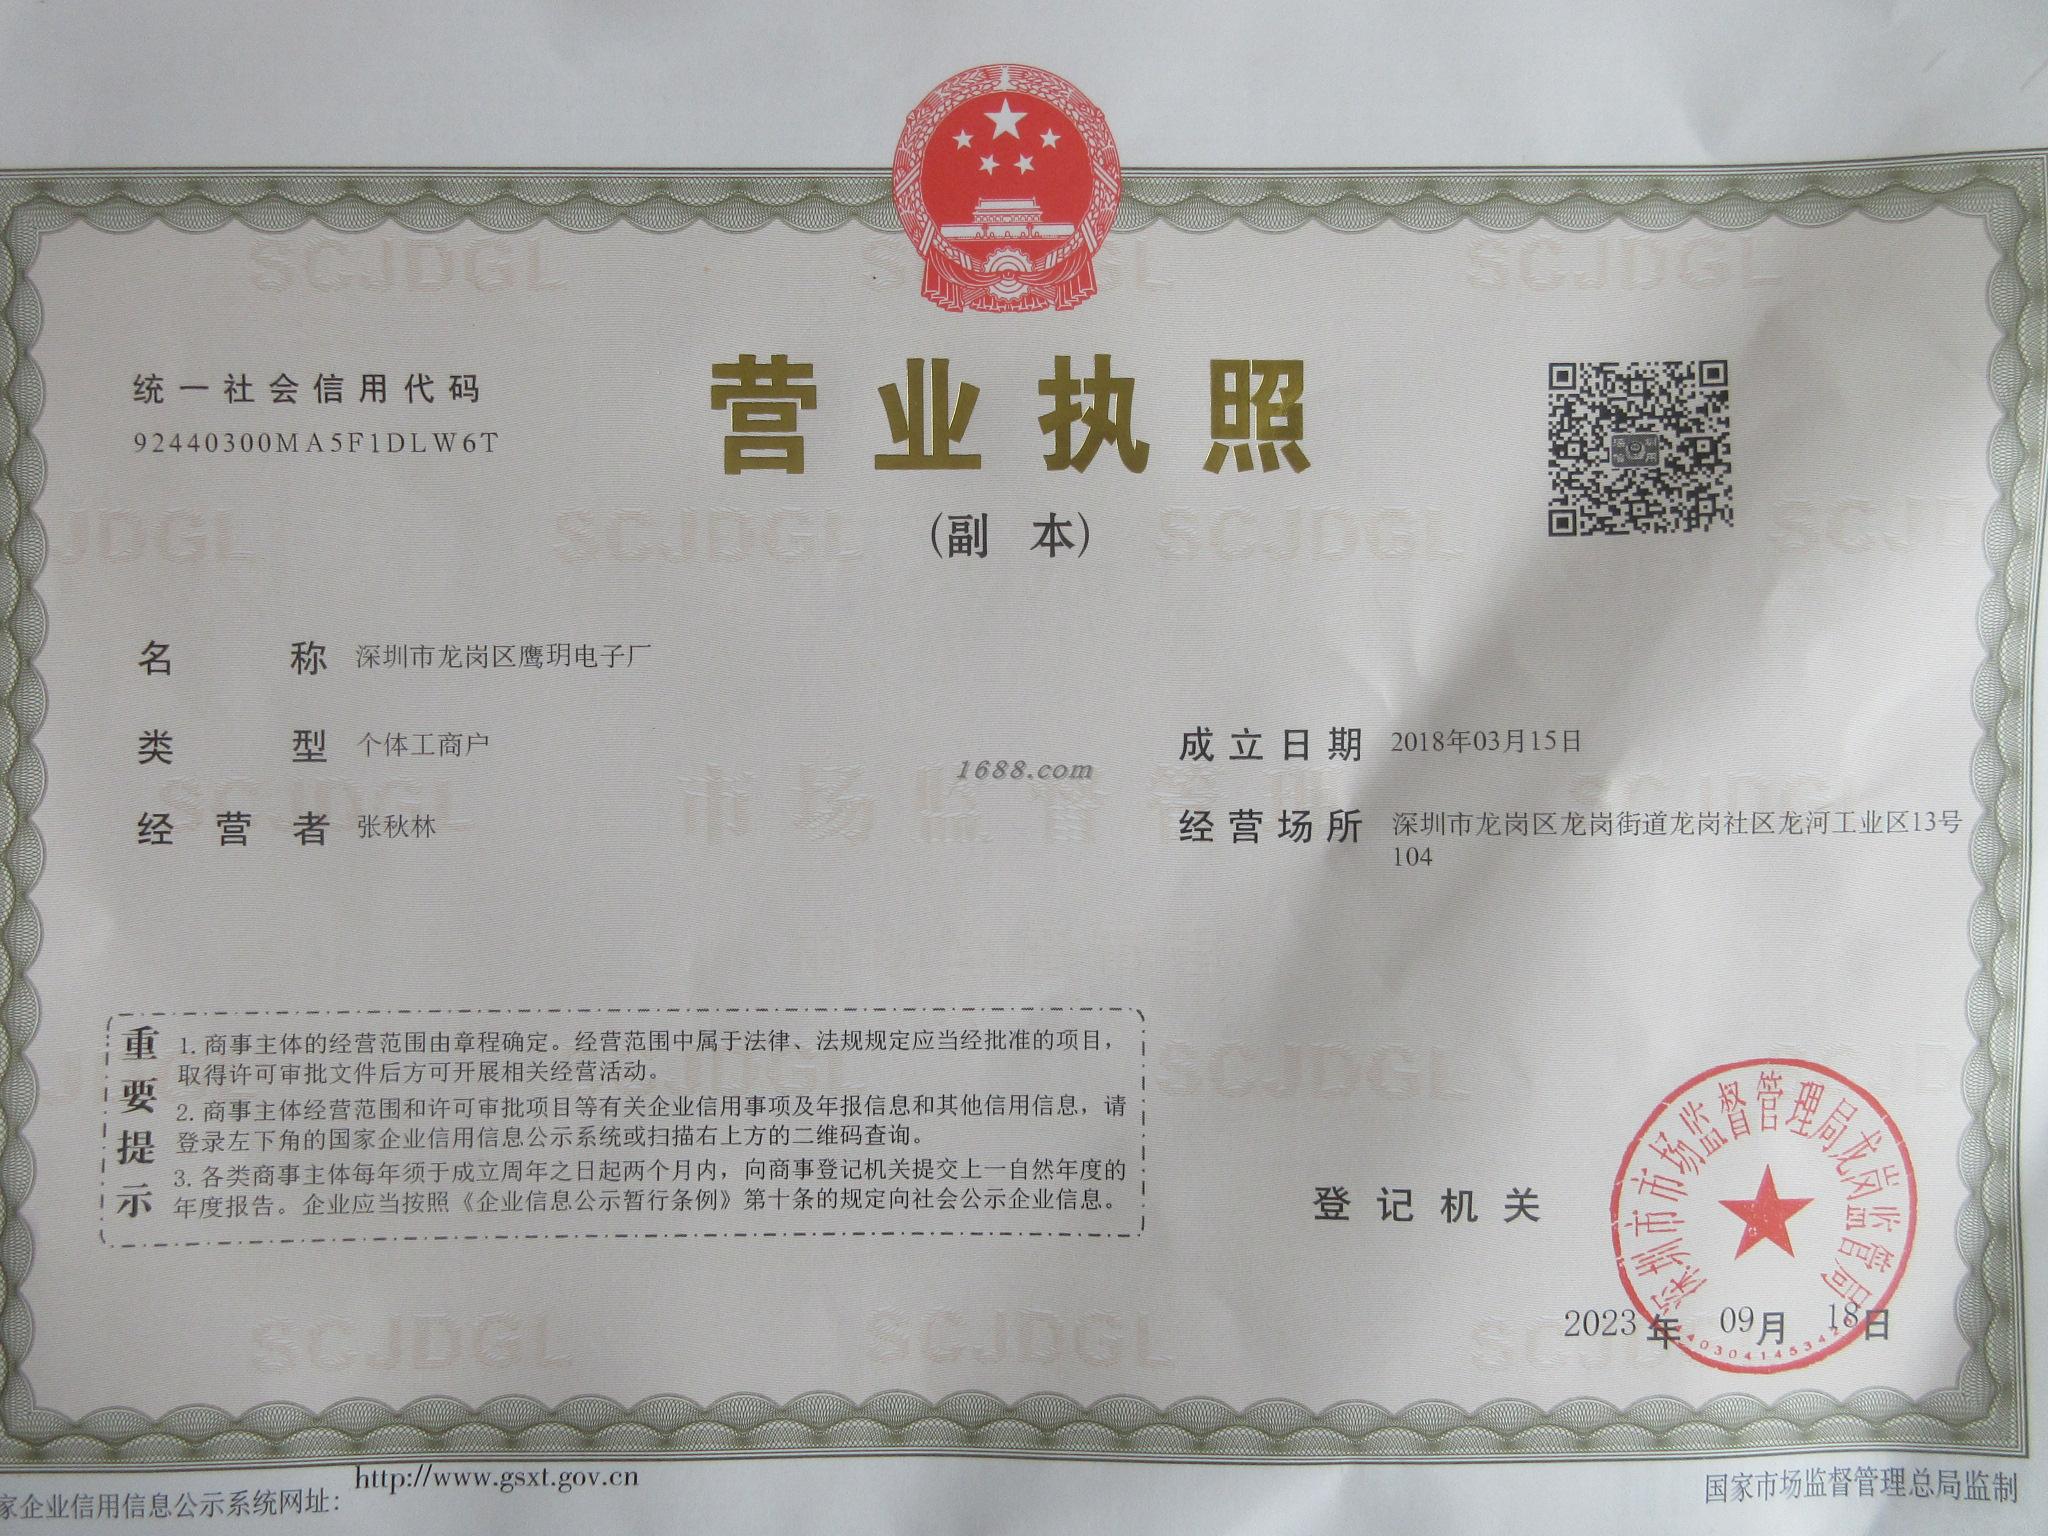 统一社会信用代码
92440300MA5F1DLW6T
营业执照
(副 本)
名 称 深圳市龙岗区鹰玥电子厂
类 型 个体工商户
成立日期 2018年03月15日
1688.com
经 营 者 张秋林
经营场所 深圳市龙岗区龙岗街道龙岗社区龙河工业区13号
104
重要提示
1. 商事主体的经营范围由章程确定。经营范围中属于法律、法规规定应当经批准的项目，
取得许可审批文件后方可开展相关经营活动。
2. 商事主体经营范围和许可审批项目等有关企业信用事项及年报信息和其他信用信息，请
登录左下角的国家企业信用信息公示系统或扫描右上方的二维码查询。
3. 各类商事主体每年须于成立周年之日起两个月内，向商事登记机关提交上一自然年度的
年度报告。企业应当按照《企业信息公示暂行条例》第十条的规定向社会公示企业信息。
登记机关
深圳市市场监督管理局龙岗监管局
2023年 09月 18日
家企业信用信息公示系统网址：
http://www.gsxt.gov.cn
国家市场监督管理总局监制
SCJDGL
市场监督管理